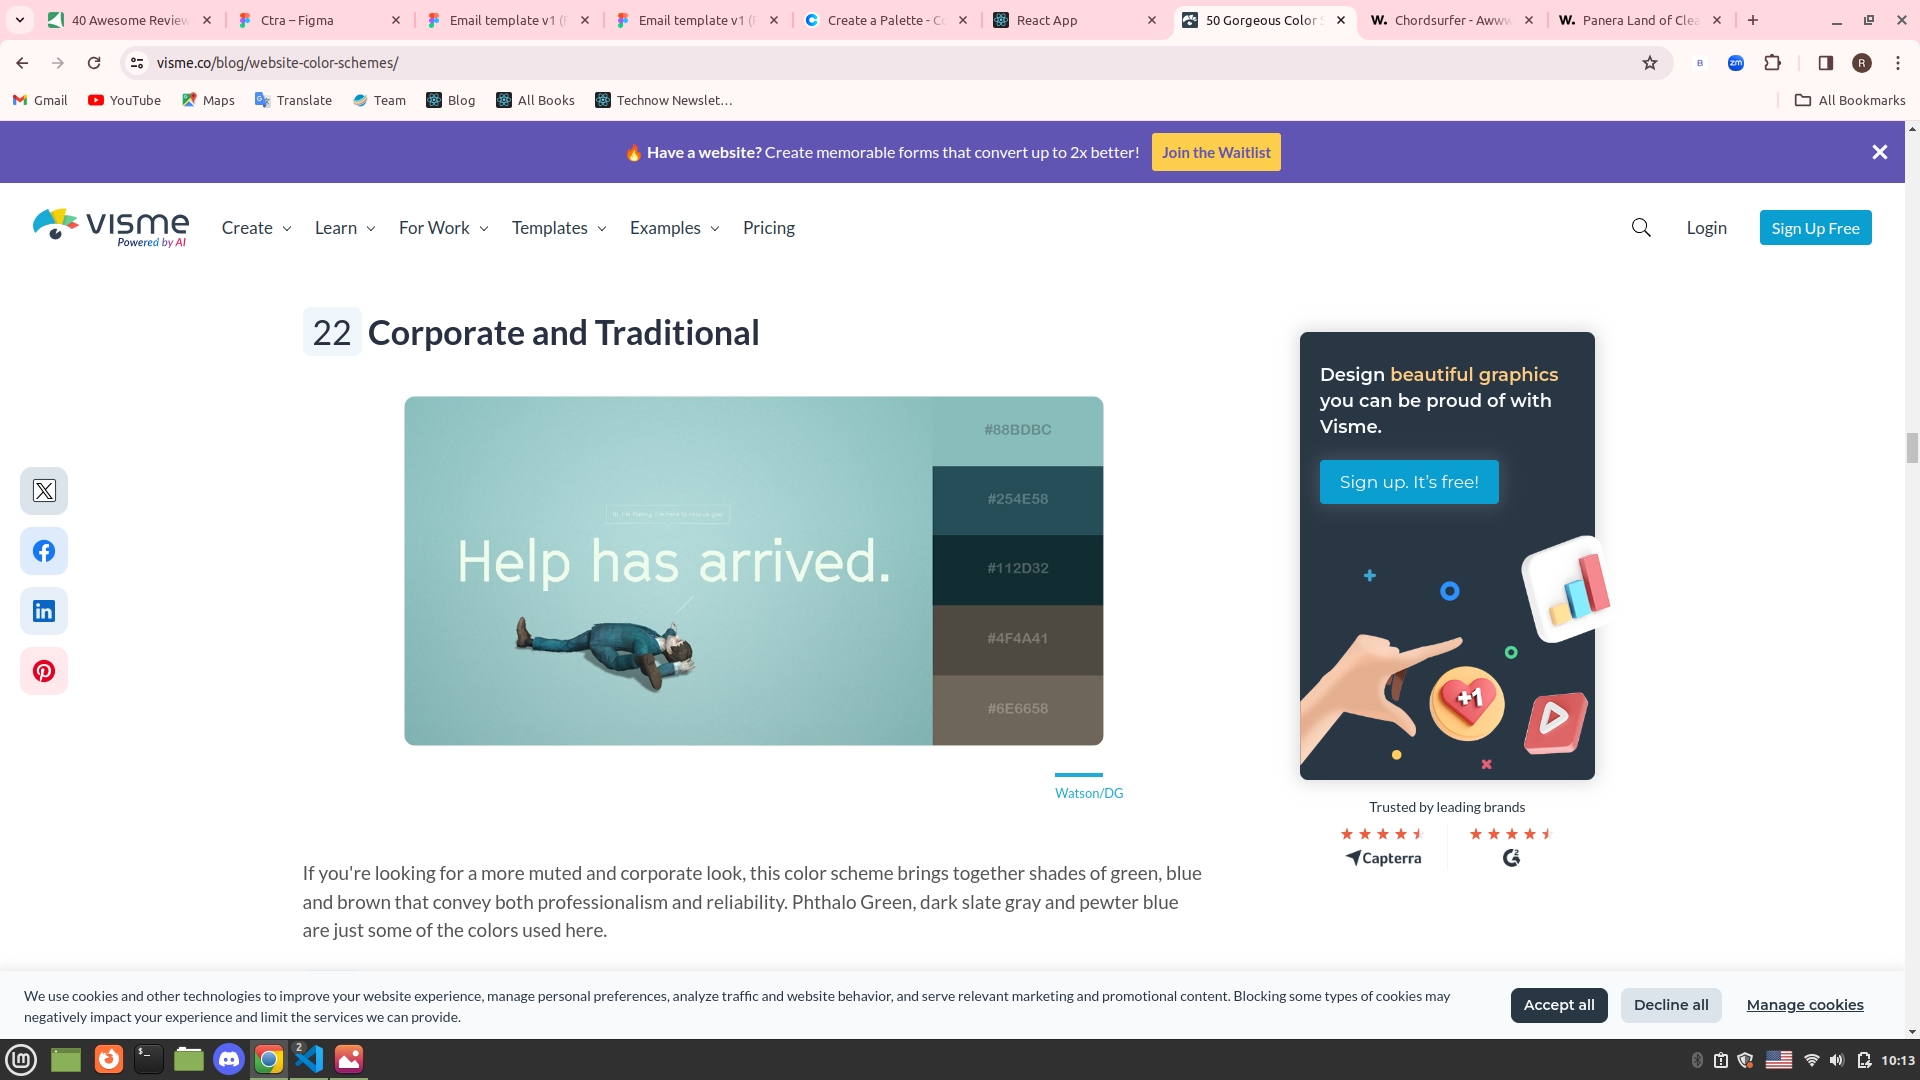 40 Awesome Review
Ctra – Figma
Email template v1 (F
Email template v1 (F
Create a Palette - Co
React App
50 Gorgeous Color S
Chordsurfer - Awww
Panera Land of Clea
visme.co/blog/website-color-schemes/
B
zm
R
Gmail
YouTube
Maps
Translate
Team
Blog
All Books
Technow Newslet…
All Bookmarks
🔥 Have a website? Create memorable forms that convert up to 2x better!
Join the Waitlist
visme
Powered by AI
Create
Learn
For Work
Templates
Examples
Pricing
Login
Sign Up Free
22 Corporate and Traditional
Help has arrived.
#88BDBC
#254E58
#112D32
#4F4A41
#6E6658
Watson/DG
If you're looking for a more muted and corporate look, this color scheme brings together shades of green, blue
and brown that convey both professionalism and reliability. Phthalo Green, dark slate gray and pewter blue
are just some of the colors used here.
Design beautiful graphics
you can be proud of with
Visme.
Sign up. It's free!
+1
Trusted by leading brands
Capterra
G2
We use cookies and other technologies to improve your website experience, manage personal preferences, analyze traffic and website behavior, and serve relevant marketing and promotional content. Blocking some types of cookies may
negatively impact your experience and limit the services we can provide.
Accept all
Decline all
Manage cookies
2
10:13